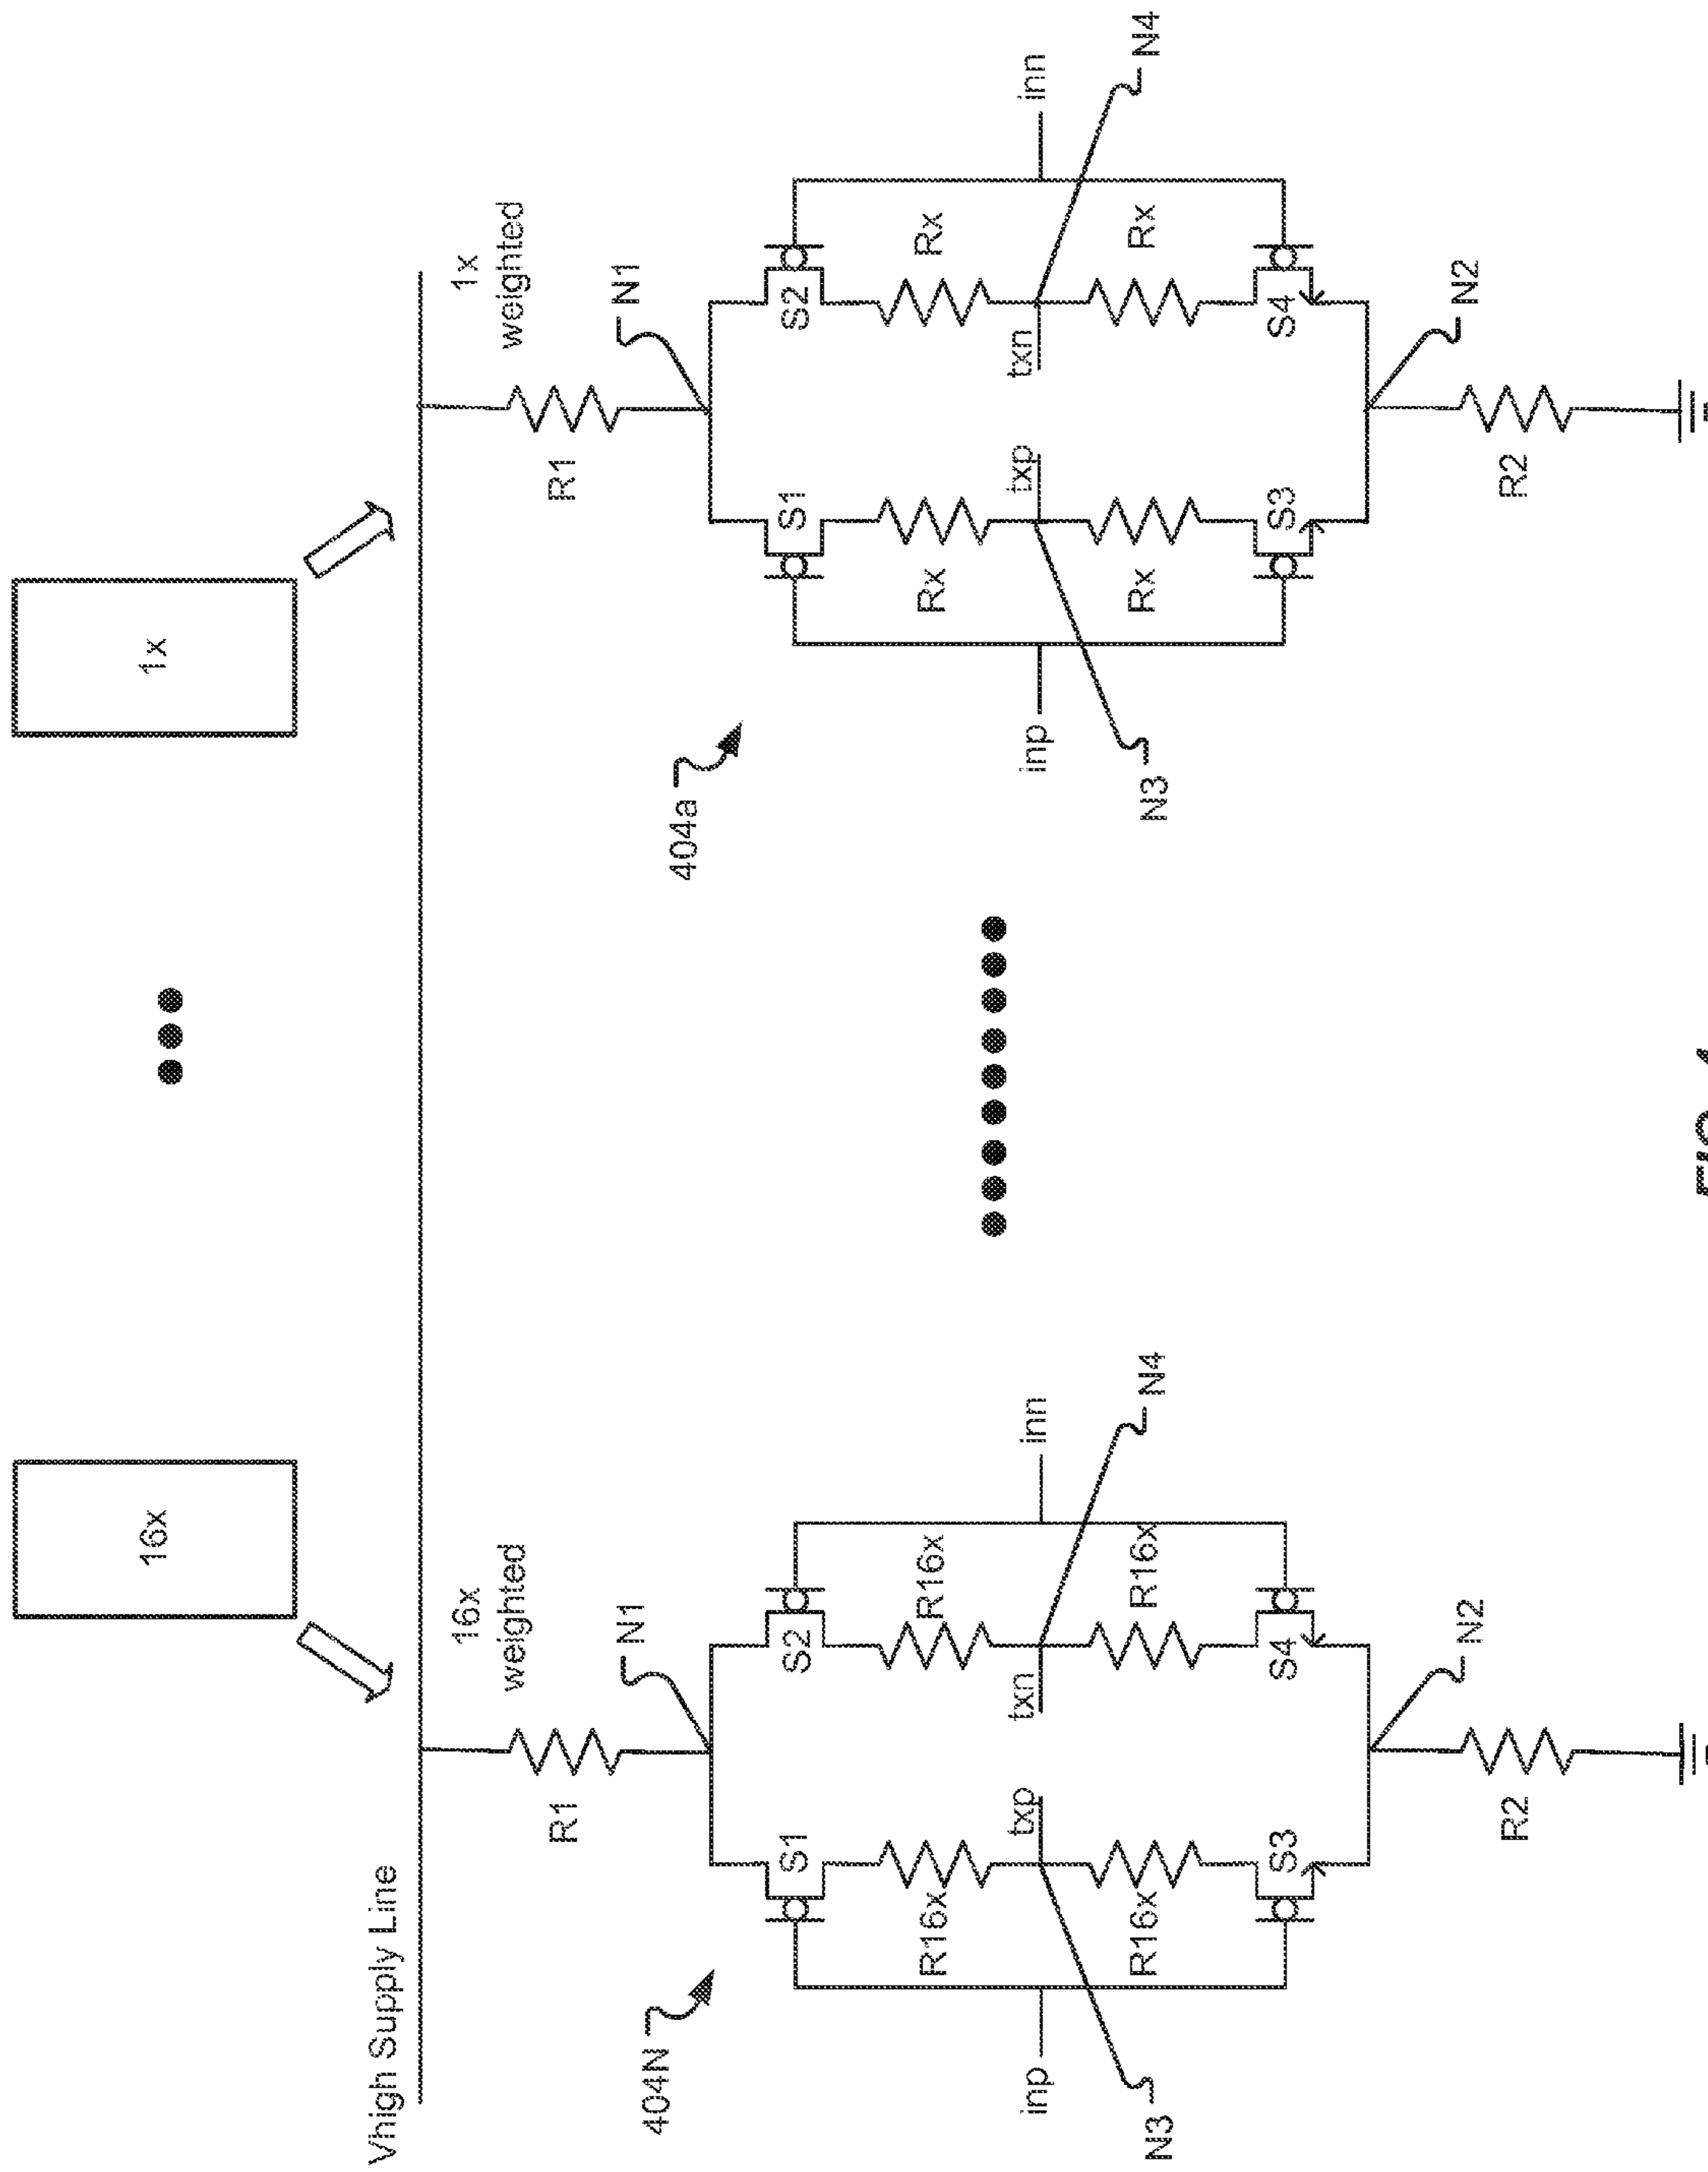 16x
1x
Vhigh Supply Line
16x
weighted
R1
N1
404N
S1
S2
R16x
R16x
inp
txp
txn
inn
N3
N4
R16x
R16x
S3
S4
N2
R2
1x
weighted
R1
N1
404a
S1
S2
Rx
Rx
inp
txp
txn
inn
N3
N4
Rx
Rx
S3
S4
N2
R2